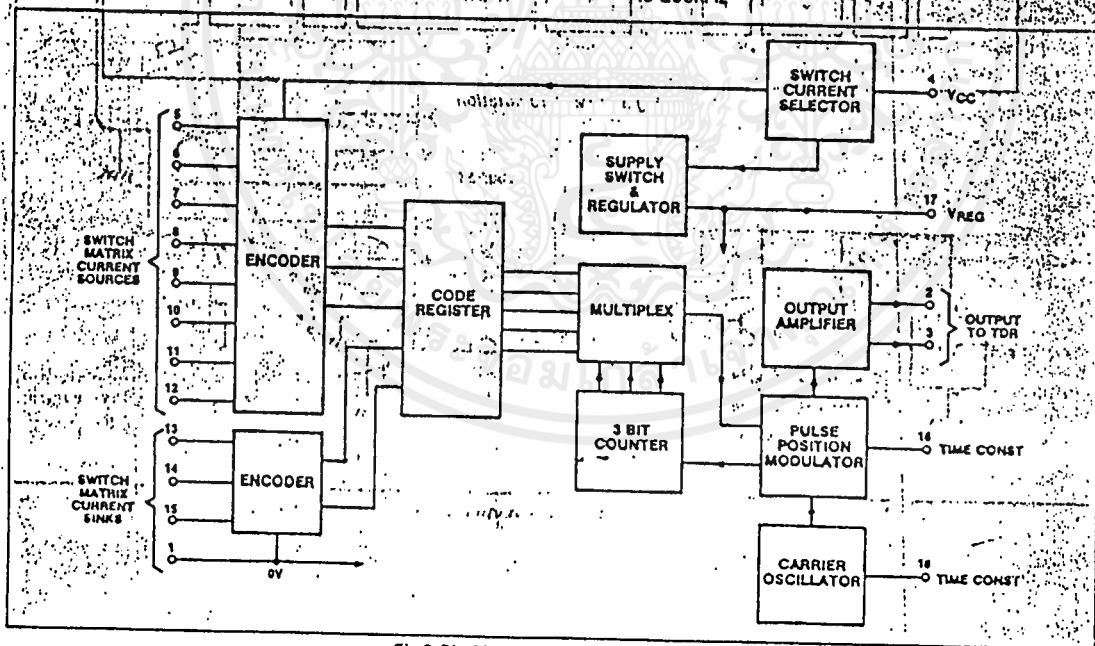 SWITCH
CURRENT
SELECTOR
4
VCC
SUPPLY
SWITCH
&
REGULATOR
17
VREG
SWITCH
MATRIX
CURRENT
SOURCES
5
6
7
8
9
10
11
12
ENCODER
CODE
REGISTER
MULTIPLEX
OUTPUT
AMPLIFIER
2
3
OUTPUT
TO TDR
3 BIT
COUNTER
PULSE
POSITION
MODULATOR
16
TIME CONST
SWITCH
MATRIX
CURRENT
SINKS
13
14
15
1
ENCODER
0V
CARRIER
OSCILLATOR
TIME CONST